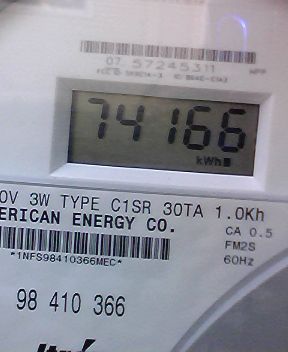 07 57245311
74166
kWh
0V 3W TYPE C1SR 30TA 1.0Kh
ERICAN ENERGY CO.
CA 0.5
FM2S
60Hz
*1NFS98410366MEC*
98 410 366